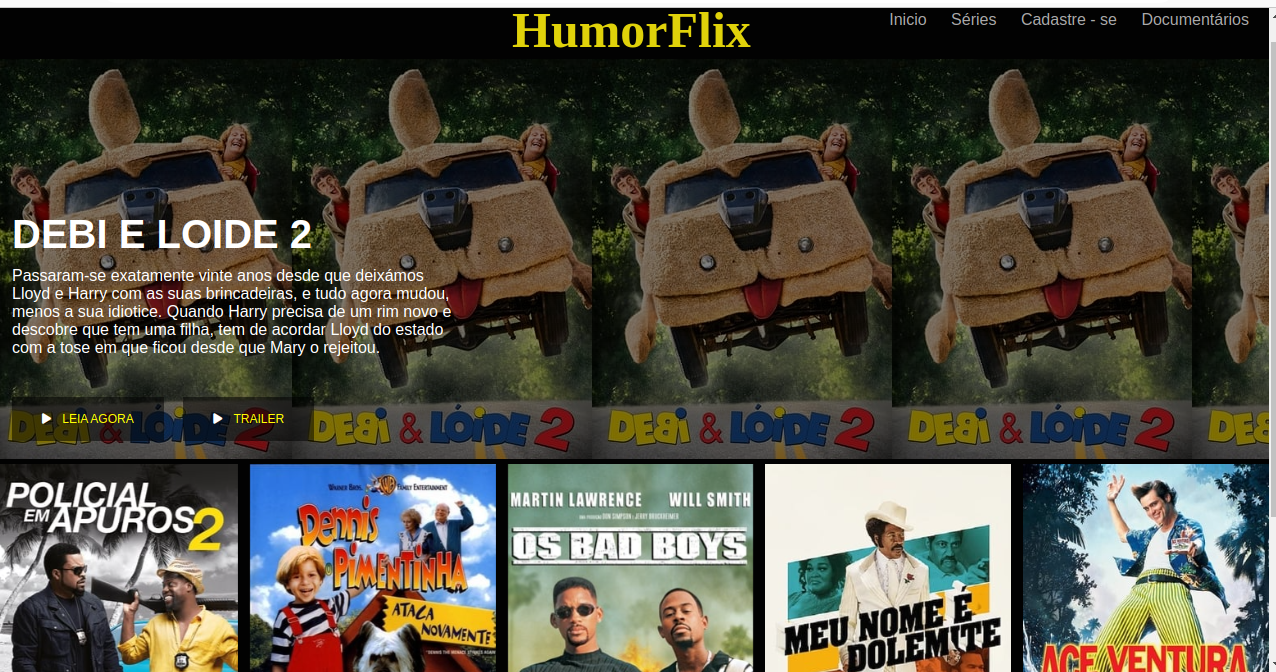 HumorFlix
Inicio Séries Cadastre - se Documentários
DEBI E LOIDE 2
Passaram-se exatamente vinte anos desde que deixámos
Lloyd e Harry com as suas brincadeiras, e tudo agora mudou,
menos a sua idiotice. Quando Harry precisa de um rim novo e
descobre que tem uma filha, tem de acordar Lloyd do estado
com a tose em que ficou desde que Mary o rejeitou.
LEIA AGORA TRAILER
DEBI & LÓIDE 2 DEBI & LÓIDE 2 DEBI & LÓIDE 2 DEBI & LÓIDE 2 DEBI
POLICIAL
EM APUROS 2
WARNER BROS. FAMILY ENTERTAINMENT
Dennis
o PIMENTINHA
ATACA
NOVAMENTE
MARTIN LAWRENCE WILL SMITH
OS BAD BOYS
MEU NOME É
DOLEMITE
ACE VENTURA